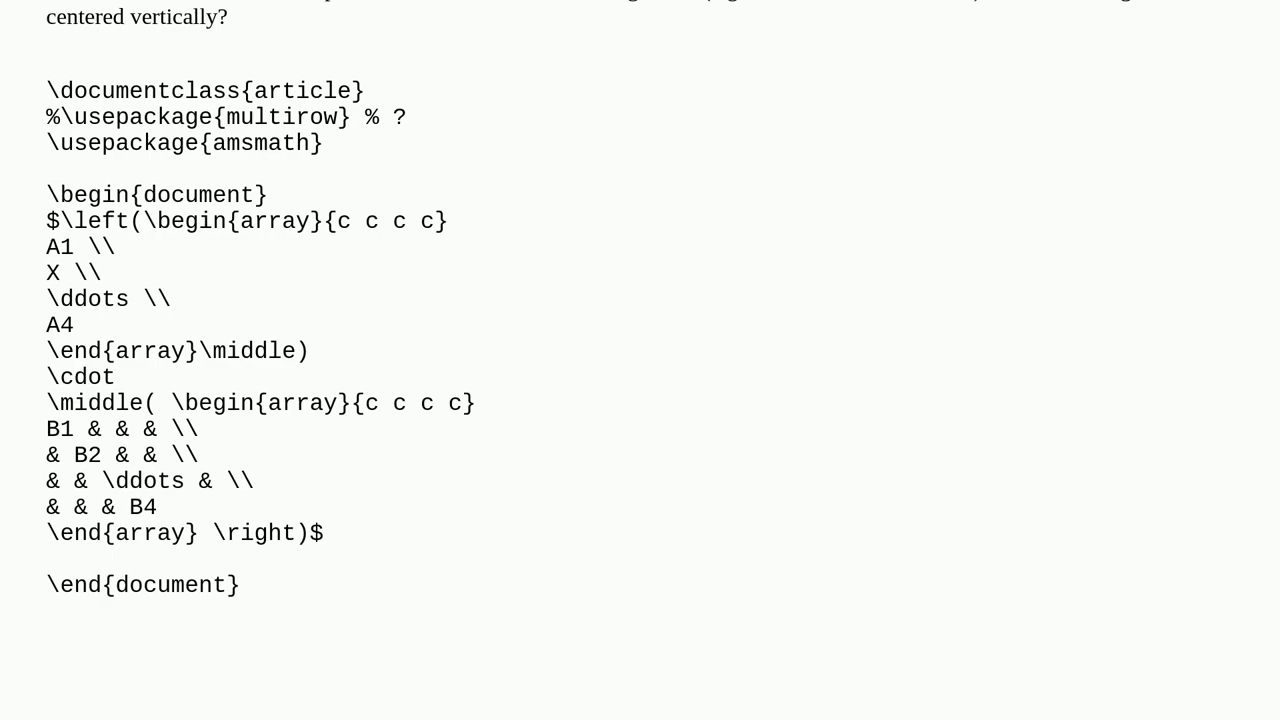 centered vertically?
\documentclass{article}
%\usepackage{multirow} % ?
\usepackage{amsmath}
\begin{document}
$\left(\begin{array}{c c c c}
A1 \\
X \\
\ddots \\
A4
\end{array}\middle)
\cdot
\middle( \begin{array}{c c c c}
B1 & & & \\
& B2 & & \\
& & \ddots & \\
& & & B4
\end{array} \right)$
\end{document}